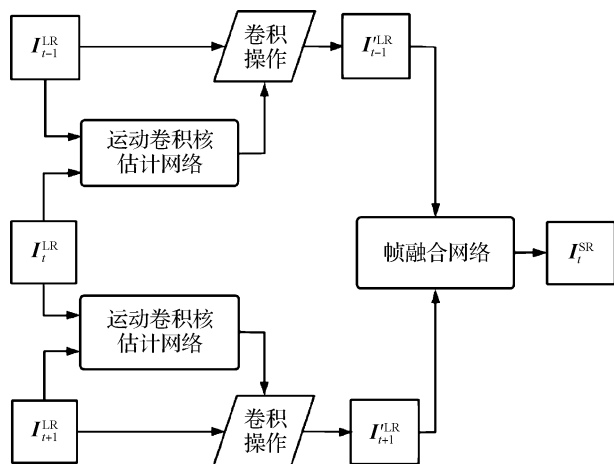 I_{t-1}^{LR}
卷积
操作
I'_{t-1}^{LR}
运动卷积核
估计网络
I_t^{LR}
帧融合网络
I_t^{SR}
运动卷积核
估计网络
I_{t+1}^{LR}
卷积
操作
I'_{t+1}^{LR}